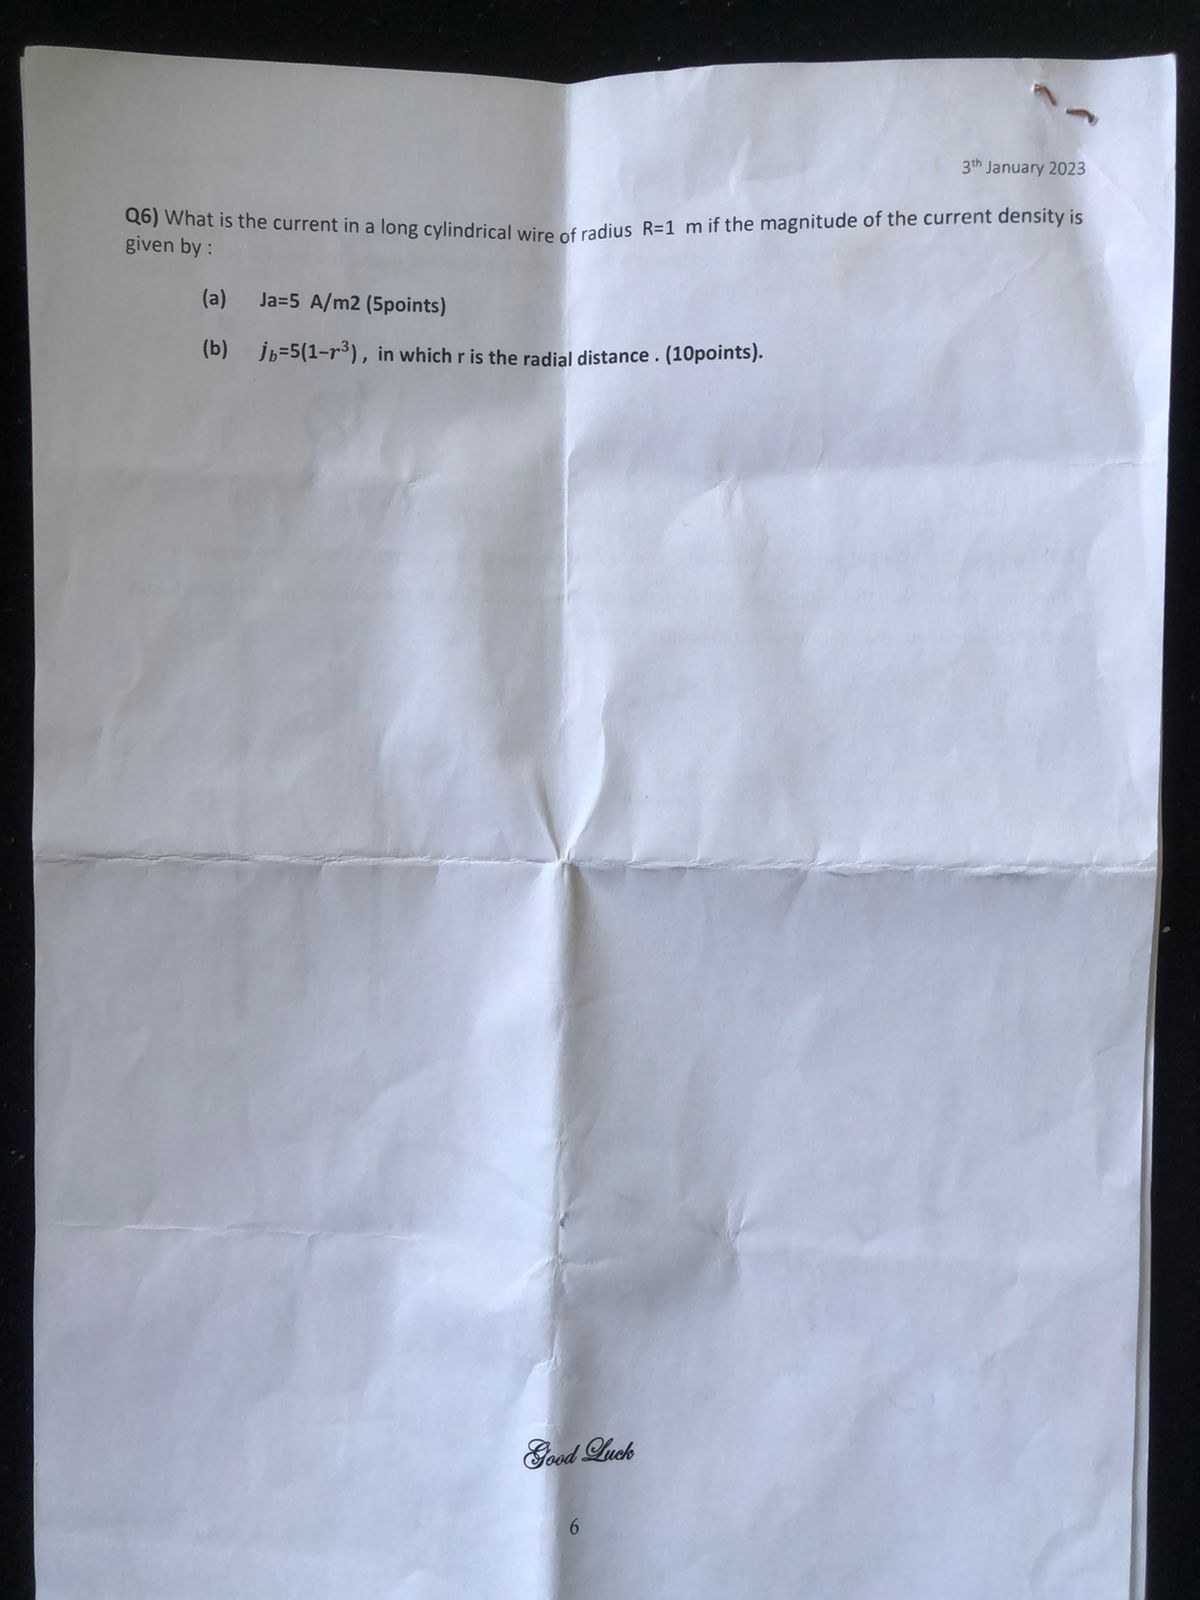 3th January 2023
Q6) What is the current in a long cylindrical wire of radius R=1 m if the magnitude of the current density is
given by :
(a) Ja=5 A/m2 (5points)
(b) j_b=5(1−r³), in which r is the radial distance . (10points).
Good Luck
6